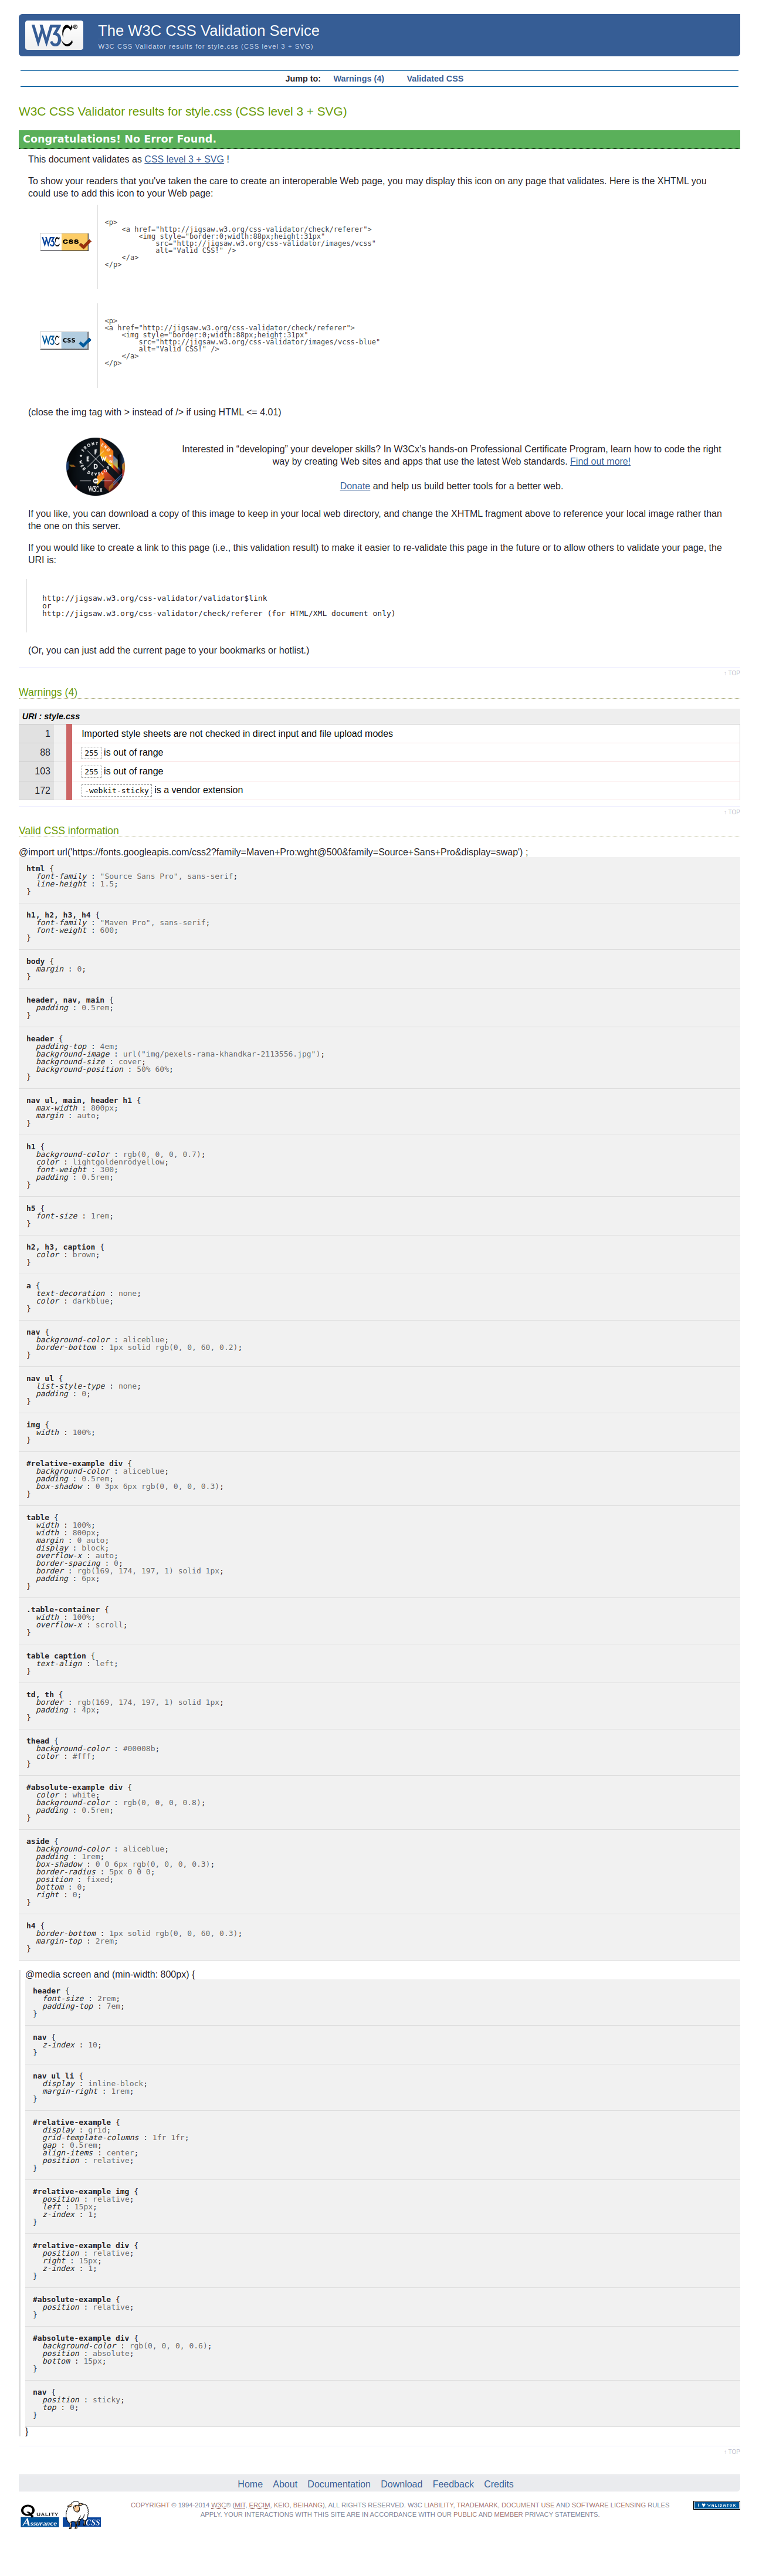 W3C®
The W3C CSS Validation Service
W3C CSS Validator results for style.css (CSS level 3 + SVG)
Jump to: Warnings (4) Validated CSS
W3C CSS Validator results for style.css (CSS level 3 + SVG)
Congratulations! No Error Found.
This document validates as CSS level 3 + SVG !
To show your readers that you've taken the care to create an interoperable Web page, you may display this icon on any page that validates. Here is the XHTML you
could use to add this icon to your Web page:
W3C css
<p>
<a href="http://jigsaw.w3.org/css-validator/check/referer">
<img style="border:0;width:88px;height:31px"
src="http://jigsaw.w3.org/css-validator/images/vcss"
alt="Valid CSS!" />
</a>
</p>
W3C css
<p>
<a href="http://jigsaw.w3.org/css-validator/check/referer">
<img style="border:0;width:88px;height:31px"
src="http://jigsaw.w3.org/css-validator/images/vcss-blue"
alt="Valid CSS!" />
</a>
</p>
(close the img tag with > instead of /> if using HTML <= 4.01)
W3Cx
Interested in “developing” your developer skills? In W3Cx’s hands-on Professional Certificate Program, learn how to code the right
way by creating Web sites and apps that use the latest Web standards. Find out more!
Donate and help us build better tools for a better web.
If you like, you can download a copy of this image to keep in your local web directory, and change the XHTML fragment above to reference your local image rather than
the one on this server.
If you would like to create a link to this page (i.e., this validation result) to make it easier to re-validate this page in the future or to allow others to validate your page, the
URI is:
http://jigsaw.w3.org/css-validator/validator$link
or
http://jigsaw.w3.org/css-validator/check/referer (for HTML/XML document only)
(Or, you can just add the current page to your bookmarks or hotlist.)
↑ TOP
Warnings (4)
URI : style.css
1 Imported style sheets are not checked in direct input and file upload modes
88 255 is out of range
103 255 is out of range
172 -webkit-sticky is a vendor extension
↑ TOP
Valid CSS information
@import url('https://fonts.googleapis.com/css2?family=Maven+Pro:wght@500&family=Source+Sans+Pro&display=swap') ;
html {
font-family : "Source Sans Pro", sans-serif;
line-height : 1.5;
}
h1, h2, h3, h4 {
font-family : "Maven Pro", sans-serif;
font-weight : 600;
}
body {
margin : 0;
}
header, nav, main {
padding : 0.5rem;
}
header {
padding-top : 4em;
background-image : url("img/pexels-rama-khandkar-2113556.jpg");
background-size : cover;
background-position : 50% 60%;
}
nav ul, main, header h1 {
max-width : 800px;
margin : auto;
}
h1 {
background-color : rgb(0, 0, 0, 0.7);
color : lightgoldenrodyellow;
font-weight : 300;
padding : 0.5rem;
}
h5 {
font-size : 1rem;
}
h2, h3, caption {
color : brown;
}
a {
text-decoration : none;
color : darkblue;
}
nav {
background-color : aliceblue;
border-bottom : 1px solid rgb(0, 0, 60, 0.2);
}
nav ul {
list-style-type : none;
padding : 0;
}
img {
width : 100%;
}
#relative-example div {
background-color : aliceblue;
padding : 0.5rem;
box-shadow : 0 3px 6px rgb(0, 0, 0, 0.3);
}
table {
width : 100%;
width : 800px;
margin : 0 auto;
display : block;
overflow-x : auto;
border-spacing : 0;
border : rgb(169, 174, 197, 1) solid 1px;
padding : 6px;
}
.table-container {
width : 100%;
overflow-x : scroll;
}
table caption {
text-align : left;
}
td, th {
border : rgb(169, 174, 197, 1) solid 1px;
padding : 4px;
}
thead {
background-color : #00008b;
color : #fff;
}
#absolute-example div {
color : white;
background-color : rgb(0, 0, 0, 0.8);
padding : 0.5rem;
}
aside {
background-color : aliceblue;
padding : 1rem;
box-shadow : 0 0 6px rgb(0, 0, 0, 0.3);
border-radius : 5px 0 0 0;
position : fixed;
bottom : 0;
right : 0;
}
h4 {
border-bottom : 1px solid rgb(0, 0, 60, 0.3);
margin-top : 2rem;
}
@media screen and (min-width: 800px) {
header {
font-size : 2rem;
padding-top : 7em;
}
nav {
z-index : 10;
}
nav ul li {
display : inline-block;
margin-right : 1rem;
}
#relative-example {
display : grid;
grid-template-columns : 1fr 1fr;
gap : 0.5rem;
align-items : center;
position : relative;
}
#relative-example img {
position : relative;
left : 15px;
z-index : 1;
}
#relative-example div {
position : relative;
right : 15px;
z-index : 1;
}
#absolute-example {
position : relative;
}
#absolute-example div {
background-color : rgb(0, 0, 0, 0.6);
position : absolute;
bottom : 15px;
}
nav {
position : sticky;
top : 0;
}
}
↑ TOP
Home About Documentation Download Feedback Credits
QUALITY Assurance
CSS
COPYRIGHT © 1994-2014 W3C® (MIT, ERCIM, KEIO, BEIHANG), ALL RIGHTS RESERVED. W3C LIABILITY, TRADEMARK, DOCUMENT USE AND SOFTWARE LICENSING RULES
APPLY. YOUR INTERACTIONS WITH THIS SITE ARE IN ACCORDANCE WITH OUR PUBLIC AND MEMBER PRIVACY STATEMENTS.
I ♥ VALIDATOR